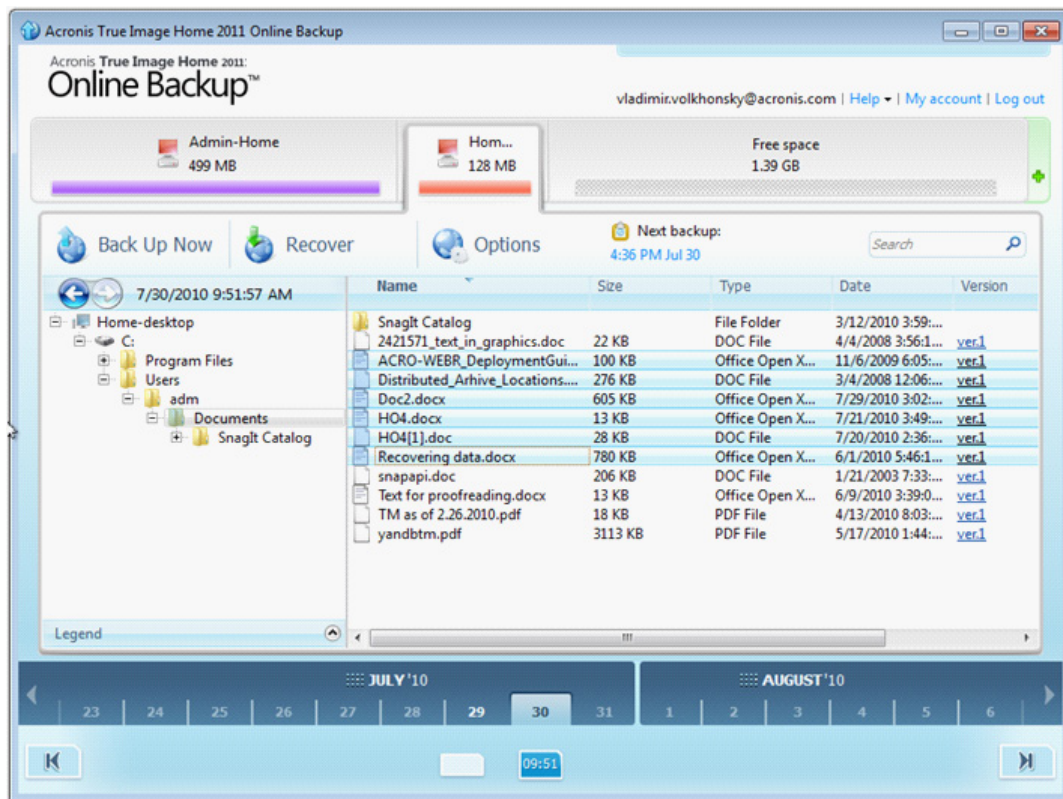 Acronis True Image Home 2011 Online Backup
Acronis True Image Home 2011:
Online Backup™
vladimir.volkhonsky@acronis.com | Help | My account | Log out
Admin-Home
499 MB
Hom...
128 MB
Free space
1.39 GB
Back Up Now
Recover
Options
Next backup:
4:36 PM Jul 30
Search
7/30/2010 9:51:57 AM
Home-desktop
C:
Program Files
Users
adm
Documents
SnagIt Catalog
Name Size Type Date Version
SnagIt Catalog File Folder 3/12/2010 3:59:...
2421571_text_in_graphics.doc 22 KB DOC File 4/4/2008 3:56:1... ver.1
ACRO-WEBR_DeploymentGui... 100 KB Office Open X... 11/6/2009 6:05:... ver.1
Distributed_Arhive_Locations.... 276 KB DOC File 3/4/2008 12:06:... ver.1
Doc2.docx 605 KB Office Open X... 7/29/2010 3:02:... ver.1
HO4.docx 13 KB Office Open X... 7/21/2010 3:49:... ver.1
HO4[1].doc 28 KB DOC File 7/20/2010 2:36:... ver.1
Recovering data.docx 780 KB Office Open X... 6/1/2010 5:46:1... ver.1
snapapi.doc 206 KB DOC File 1/21/2003 7:33:... ver.1
Text for proofreading.docx 13 KB Office Open X... 6/9/2010 3:39:0... ver.1
TM as of 2.26.2010.pdf 18 KB PDF File 4/13/2010 8:03:... ver.1
yandbtm.pdf 3113 KB PDF File 5/17/2010 1:44:... ver.1
Legend
JULY '10
AUGUST '10
23 24 25 26 27 28 29 30 31 1 2 3 4 5 6
09:51